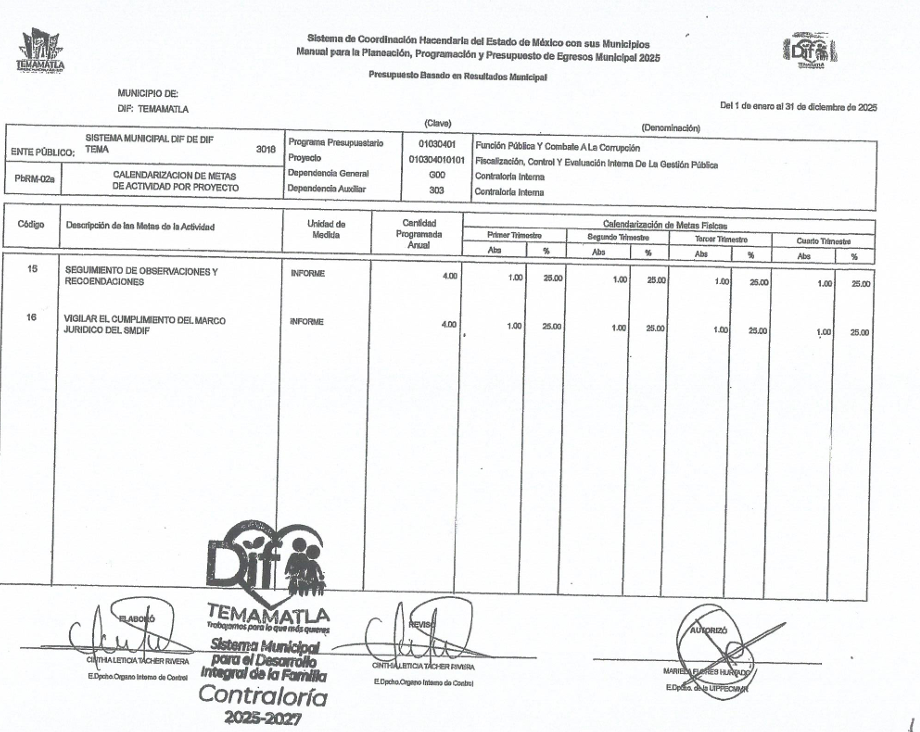 TEMAMATLA
Sistema de Coordinación Hacendaria del Estado de México con sus Municipios
Manual para la Planeación, Programación y Presupuesto de Egresos Municipal 2025
Presupuesto Basado en Resultados Municipal
Dif
MUNICIPIO DE:
DIF: TEMAMATLA
Del 1 de enero al 31 de diciembre de 2025
(Clave) (Denominación)
ENTE PÚBLICO: SISTEMA MUNICIPAL DIF DE DIF TEMA 3018
PbRM-02a CALENDARIZACION DE METAS DE ACTIVIDAD POR PROYECTO
Programa Presupuestario 01030401 Función Pública Y Combate A La Corrupción
Proyecto 010304010101 Fiscalización, Control Y Evaluación Interna De La Gestión Pública
Dependencia General G00 Contraloría Interna
Dependencia Auxiliar 303 Contraloría Interna
Código Descripción de las Metas de la Actividad Unidad de Medida Cantidad Programada Anual Calendarización de Metas Físicas
Primer Trimestre Segundo Trimestre Tercer Trimestre Cuarto Trimestre
Abs % Abs % Abs % Abs %
15 SEGUIMIENTO DE OBSERVACIONES Y RECOENDACIONES INFORME 4.00 1.00 25.00 1.00 25.00 1.00 25.00 1.00 25.00
16 VIGILAR EL CUMPLIMIENTO DEL MARCO JURIDICO DEL SMDIF INFORME 4.00 1.00 25.00 1.00 25.00 1.00 25.00 1.00 25.00
Dif
TEMAMATLA
Trabajamos para lo que más quieres
Sistema Municipal
para el Desarrollo
Integral de la Familia
Contraloría
2025-2027
ELABORÓ
CINTHIA LETICIA TACHER RIVERA
E.Dpcho.Organo Interno de Control
REVISÓ
CINTHIA LETICIA TACHER RIVERA
E.Dpcho.Organo Interno de Control
AUTORIZÓ
MARIELA FLORES HURTADO
E.Dpcho. de la UIPPECMMR